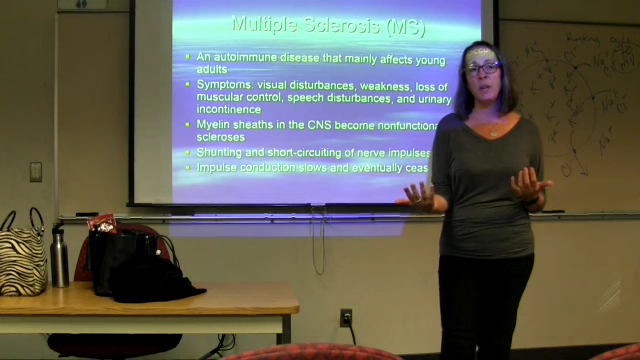 Multiple Sclerosis (MS)
An autoimmune disease that mainly affects young
adults
Symptoms: visual disturbances, weakness, loss of
muscular control, speech disturbances, and urinary
incontinence
Myelin sheaths in the CNS become nonfunctiona
scleroses
Shunting and short-circuiting of nerve impulses
Impulse conduction slows and eventually ceas